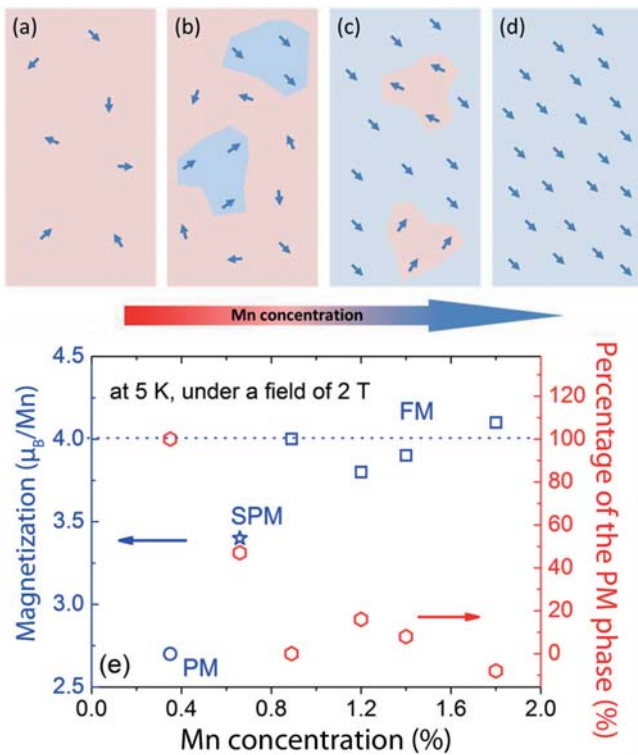 (a) (b) (c) (d)
Mn concentration
4.5
4.0
3.5
3.0
2.5
Magnetization (μB/Mn)
at 5 K, under a field of 2 T
FM
SPM
PM
(e)
120
100
80
60
40
20
0
Percentage of the PM phase (%)
0.0 0.4 0.8 1.2 1.6 2.0
Mn concentration (%)